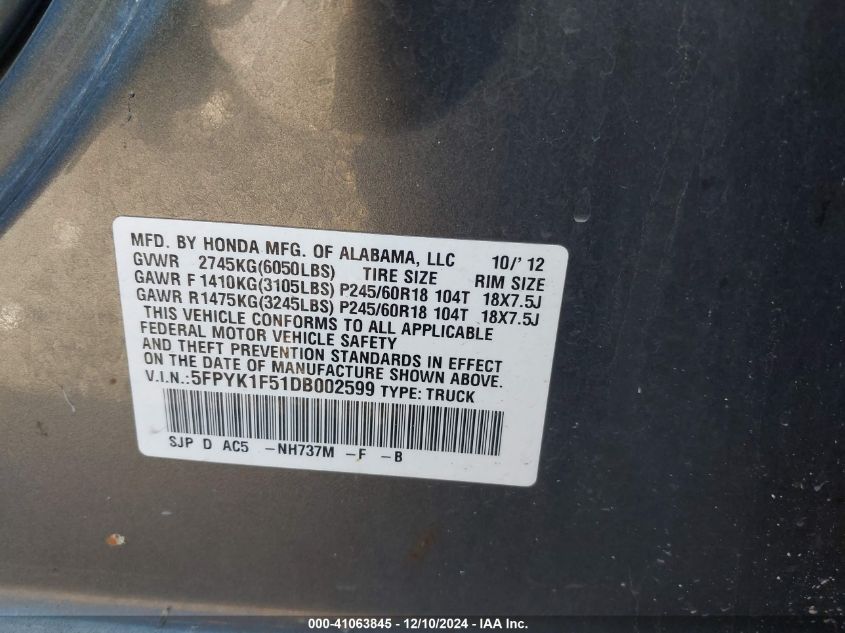 MFD. BY HONDA MFG. OF ALABAMA, LLC 10/'12
GVWR 2745KG(6050LBS) TIRE SIZE RIM SIZE
GAWR F 1410KG(3105LBS) P245/60R18 104T 18X7.5J
GAWR R1475KG(3245LBS) P245/60R18 104T 18X7.5J
THIS VEHICLE CONFORMS TO ALL APPLICABLE
FEDERAL MOTOR VEHICLE SAFETY
AND THEFT PREVENTION STANDARDS IN EFFECT
ON THE DATE OF MANUFACTURE SHOWN ABOVE.
V.I.N.:5FPYK1F51DB002599 TYPE: TRUCK
SJP D AC5 -NH737M -F -B
000-41063845 - 12/10/2024 - IAA Inc.